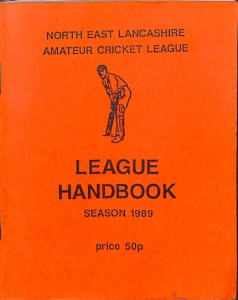 NORTH EAST LANCASHIRE
AMATEUR CRICKET LEAGUE
LEAGUE
HANDBOOK
SEASON 1989
price 50p